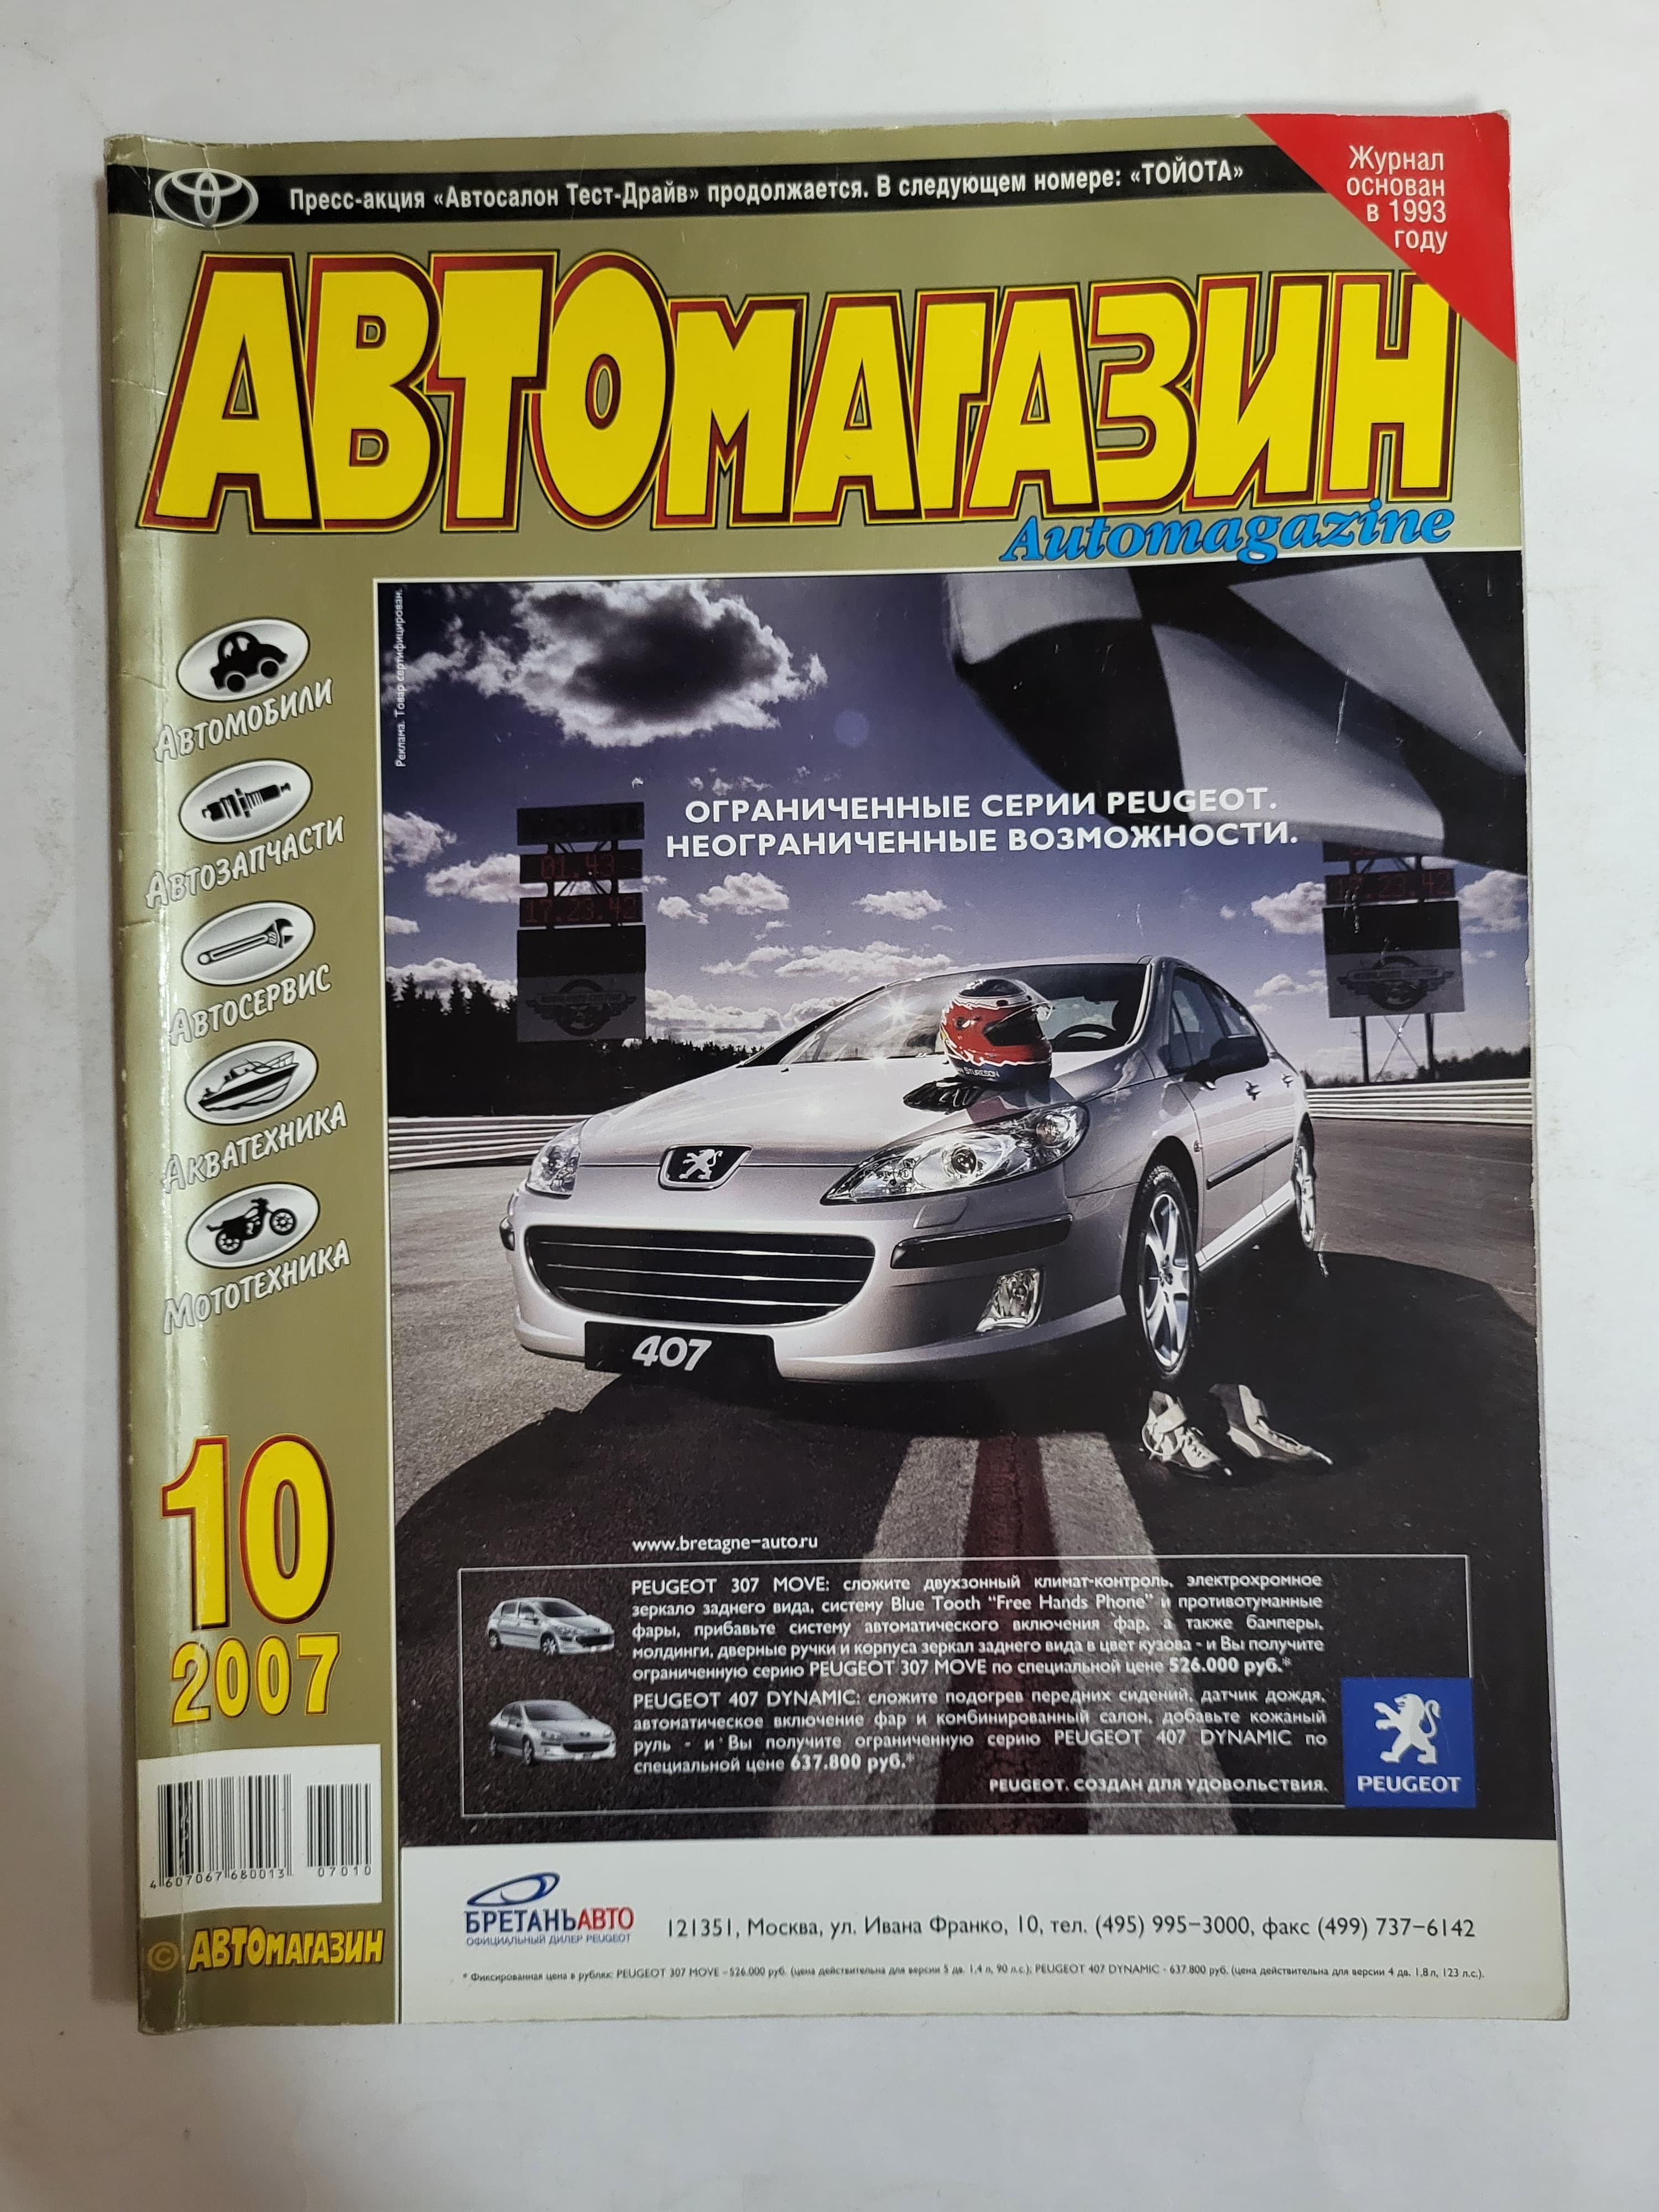 Пресс-акция «Автосалон Тест-Драйв» продолжается. В следующем номере: «ТОЙОТА»
Журнал
основан
в 1993
году
АВТОМАГАЗИН
Automagazine
АВТОМОБИЛИ
АВТОЗАПЧАСТИ
АВТОСЕРВИС
АКВАТЕХНИКА
МОТОТЕХНИКА
10
2007
4 607067 680013
07010
© АВТОМАГАЗИН
Реклама. Товар сертифицирован.
ОГРАНИЧЕННЫЕ СЕРИИ PEUGEOT.
НЕОГРАНИЧЕННЫЕ ВОЗМОЖНОСТИ.
01.43
17.23.42
17.23.42
407
www.bretagne-auto.ru
PEUGEOT 307 MOVE: сложите двухзонный климат-контроль, электрохромное
зеркало заднего вида, систему Blue Tooth "Free Hands Phone" и противотуманные
фары, прибавьте систему автоматического включения фар, а также бамперы,
молдинги, дверные ручки и корпуса зеркал заднего вида в цвет кузова - и Вы получите
ограниченную серию PEUGEOT 307 MOVE по специальной цене 526.000 руб.*
PEUGEOT 407 DYNAMIC: сложите подогрев передних сидений, датчик дождя,
автоматическое включение фар и комбинированный салон, добавьте кожаный
руль - и Вы получите ограниченную серию PEUGEOT 407 DYNAMIC по
специальной цене 637.800 руб.*
PEUGEOT. СОЗДАН ДЛЯ УДОВОЛЬСТВИЯ.
PEUGEOT
БРЕТАНЬАВТО
ОФИЦИАЛЬНЫЙ ДИЛЕР PEUGEOT
121351, Москва, ул. Ивана Франко, 10, тел. (495) 995-3000, факс (499) 737-6142
* Фиксированная цена в рублях: PEUGEOT 307 MOVE - 526.000 руб. (цена действительна для версии 5 дв. 1,4 л, 90 л.с.); PEUGEOT 407 DYNAMIC - 637.800 руб. (цена действительна для версии 4 дв. 1,8 л, 123 л.с.).